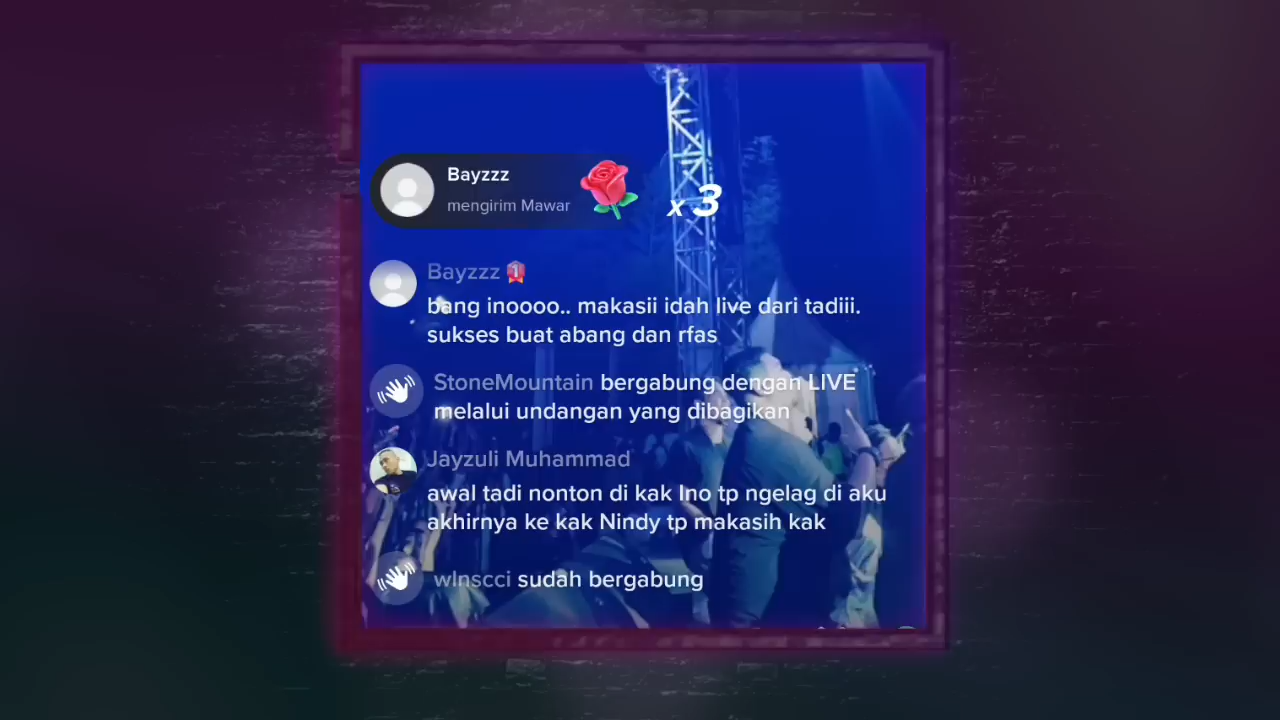 Bayzzz
mengirim Mawar
x 3
Bayzzz 1
bang inoooo.. makasii idah live dari tadiii.
sukses buat abang dan rfas
StoneMountain bergabung dengan LIVE
melalui undangan yang dibagikan
Jayzuli Muhammad
awal tadi nonton di kak Ino tp ngelag di aku
akhirnya ke kak Nindy tp makasih kak
wlnscci sudah bergabung